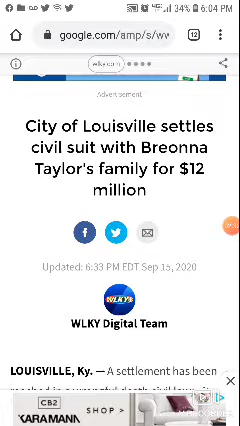 34% 6:04 PM
google.com/amp/s/ww
12
wlky.com
Advertisement
City of Louisville settles
civil suit with Breonna
Taylor's family for $12
million
Updated: 6:33 PM EDT Sep 15, 2020
WLKY
WLKY Digital Team
LOUISVILLE, Ky. — A settlement has been
CB2
KARA MANN
SHOP >